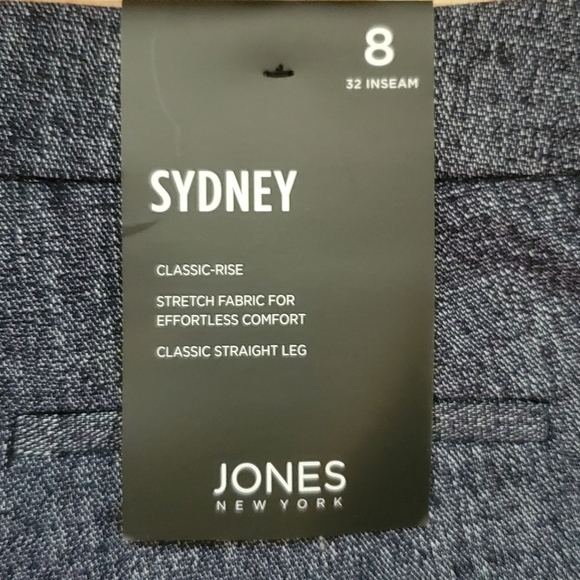 8
32 INSEAM
SYDNEY
CLASSIC-RISE
STRETCH FABRIC FOR
EFFORTLESS COMFORT
CLASSIC STRAIGHT LEG
JONES
NEW YORK